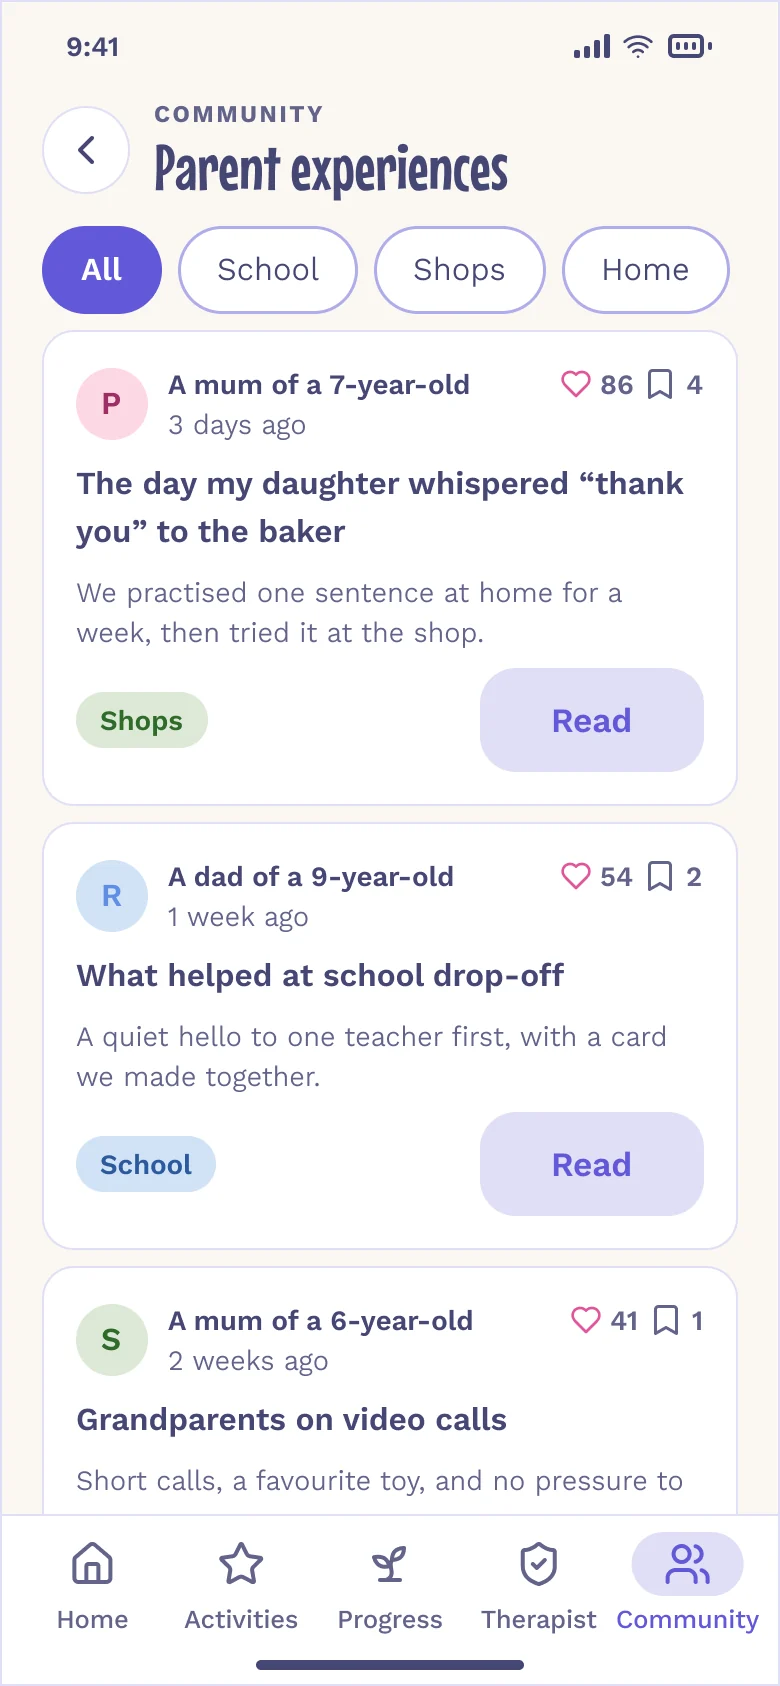 9:41
COMMUNITY
Parent experiences
All
School
Shops
Home
P
A mum of a 7-year-old
86
4
3 days ago
The day my daughter whispered “thank
you” to the baker
We practised one sentence at home for a
week, then tried it at the shop.
Shops
Read
R
A dad of a 9-year-old
54
2
1 week ago
What helped at school drop-off
A quiet hello to one teacher first, with a card
we made together.
School
Read
S
A mum of a 6-year-old
41
1
2 weeks ago
Grandparents on video calls
Short calls, a favourite toy, and no pressure to
Home
Activities
Progress
Therapist
Community